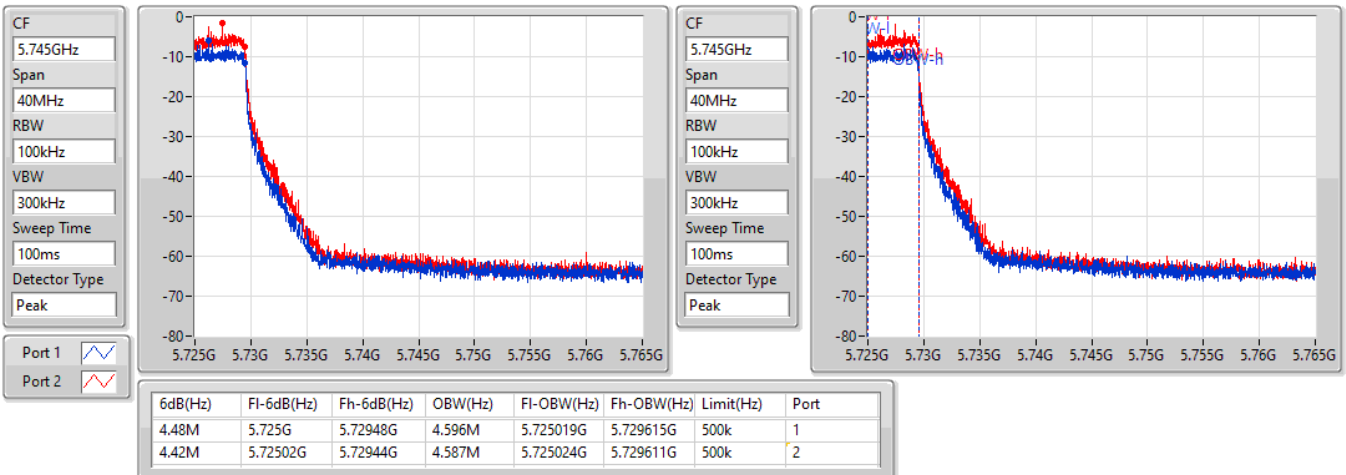 CF
5.745GHz
Span
40MHz
RBW
100kHz
VBW
300kHz
Sweep Time
100ms
Detector Type
Peak
Port 1
Port 2
0
-10
-20
-30
-40
-50
-60
-70
-80
5.725G 5.73G 5.735G 5.74G 5.745G 5.75G 5.755G 5.76G 5.765G
CF
5.745GHz
Span
40MHz
RBW
100kHz
VBW
300kHz
Sweep Time
100ms
Detector Type
Peak
0
-10
-20
-30
-40
-50
-60
-70
-80
W-l
OBW-h
5.725G 5.73G 5.735G 5.74G 5.745G 5.75G 5.755G 5.76G 5.765G
6dB(Hz) Fl-6dB(Hz) Fh-6dB(Hz) OBW(Hz) Fl-OBW(Hz) Fh-OBW(Hz) Limit(Hz) Port
4.48M 5.725G 5.72948G 4.596M 5.725019G 5.729615G 500k 1
4.42M 5.72502G 5.72944G 4.587M 5.725024G 5.729611G 500k 2